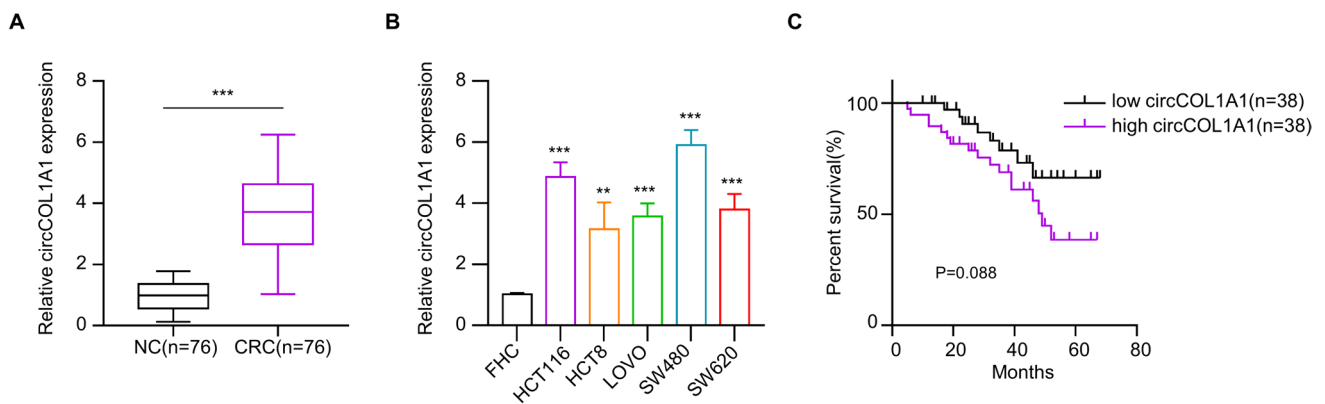 A
Relative circCOL1A1 expression
8
6
4
2
0
***
NC(n=76) CRC(n=76)
B
Relative circCOL1A1 expression
8
6
4
2
0
***
**
***
***
***
FHC
HCT116
HCT8
LOVO
SW480
SW620
C
Percent survival(%)
100
50
0
low circCOL1A1(n=38)
high circCOL1A1(n=38)
P=0.088
0 20 40 60 80
Months